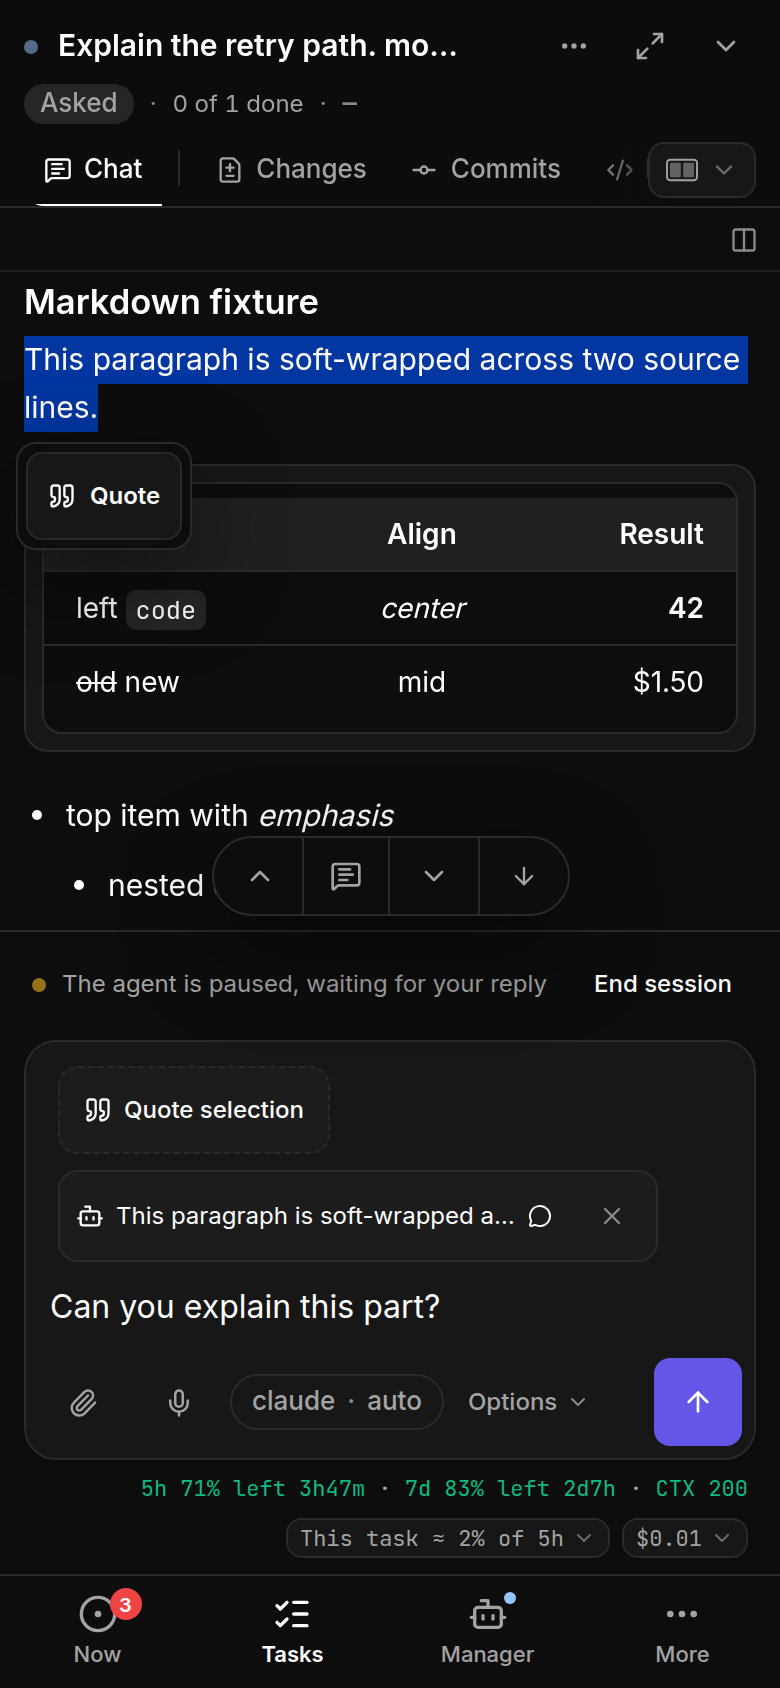 Explain the retry path. mo...
Asked · 0 of 1 done · –
Chat
Changes
Commits
Markdown fixture
This paragraph is soft-wrapped across two source
lines.
Quote
Align Result
left code center 42
old new mid $1.50
top item with emphasis
nested
The agent is paused, waiting for your reply End session
Quote selection
This paragraph is soft-wrapped a...
Can you explain this part?
claude · auto Options
5h 71% left 3h47m · 7d 83% left 2d7h · CTX 200
This task ≈ 2% of 5h $0.01
3
Now Tasks Manager More